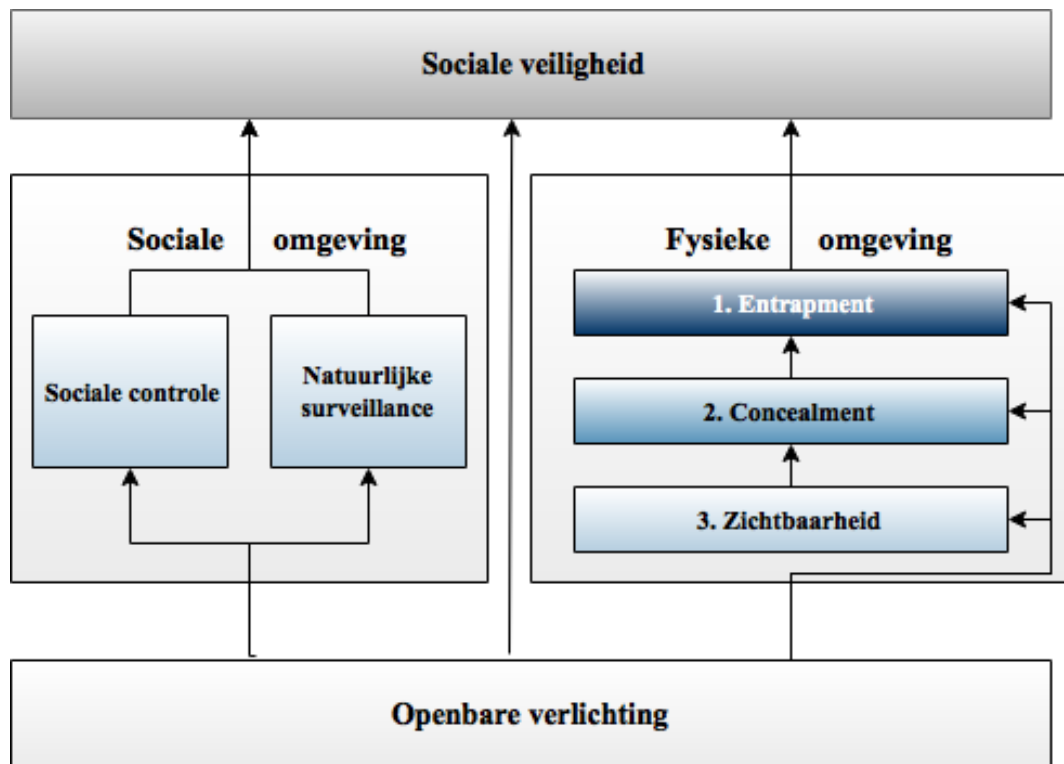 Sociale veiligheid
Sociale omgeving
Sociale controle
Natuurlijke
surveillance
Fysieke omgeving
1. Entrapment
2. Concealment
3. Zichtbaarheid
Openbare verlichting